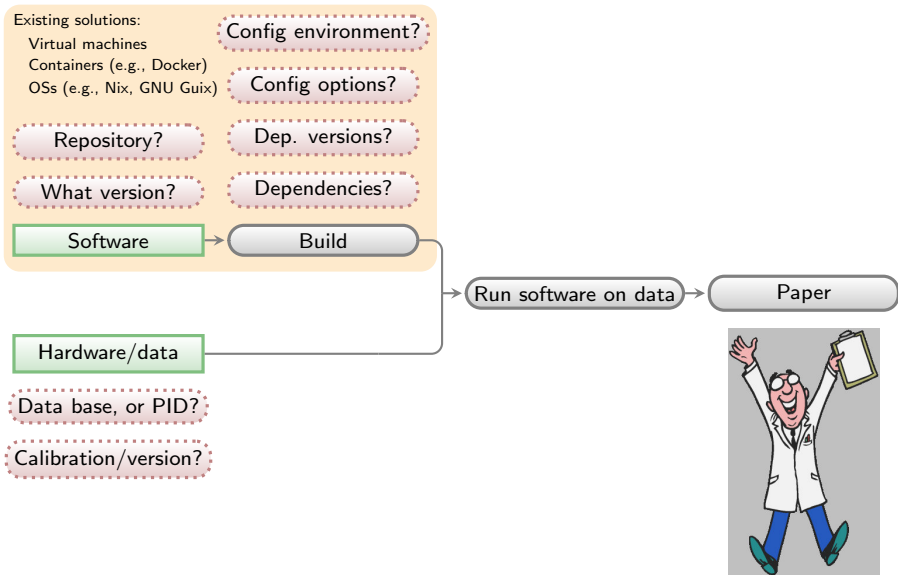 Existing solutions:
Virtual machines
Containers (e.g., Docker)
OSs (e.g., Nix, GNU Guix)
Config environment?
Config options?
Repository?
Dep. versions?
What version?
Dependencies?
Software
Build
Run software on data
Paper
Hardware/data
Data base, or PID?
Calibration/version?